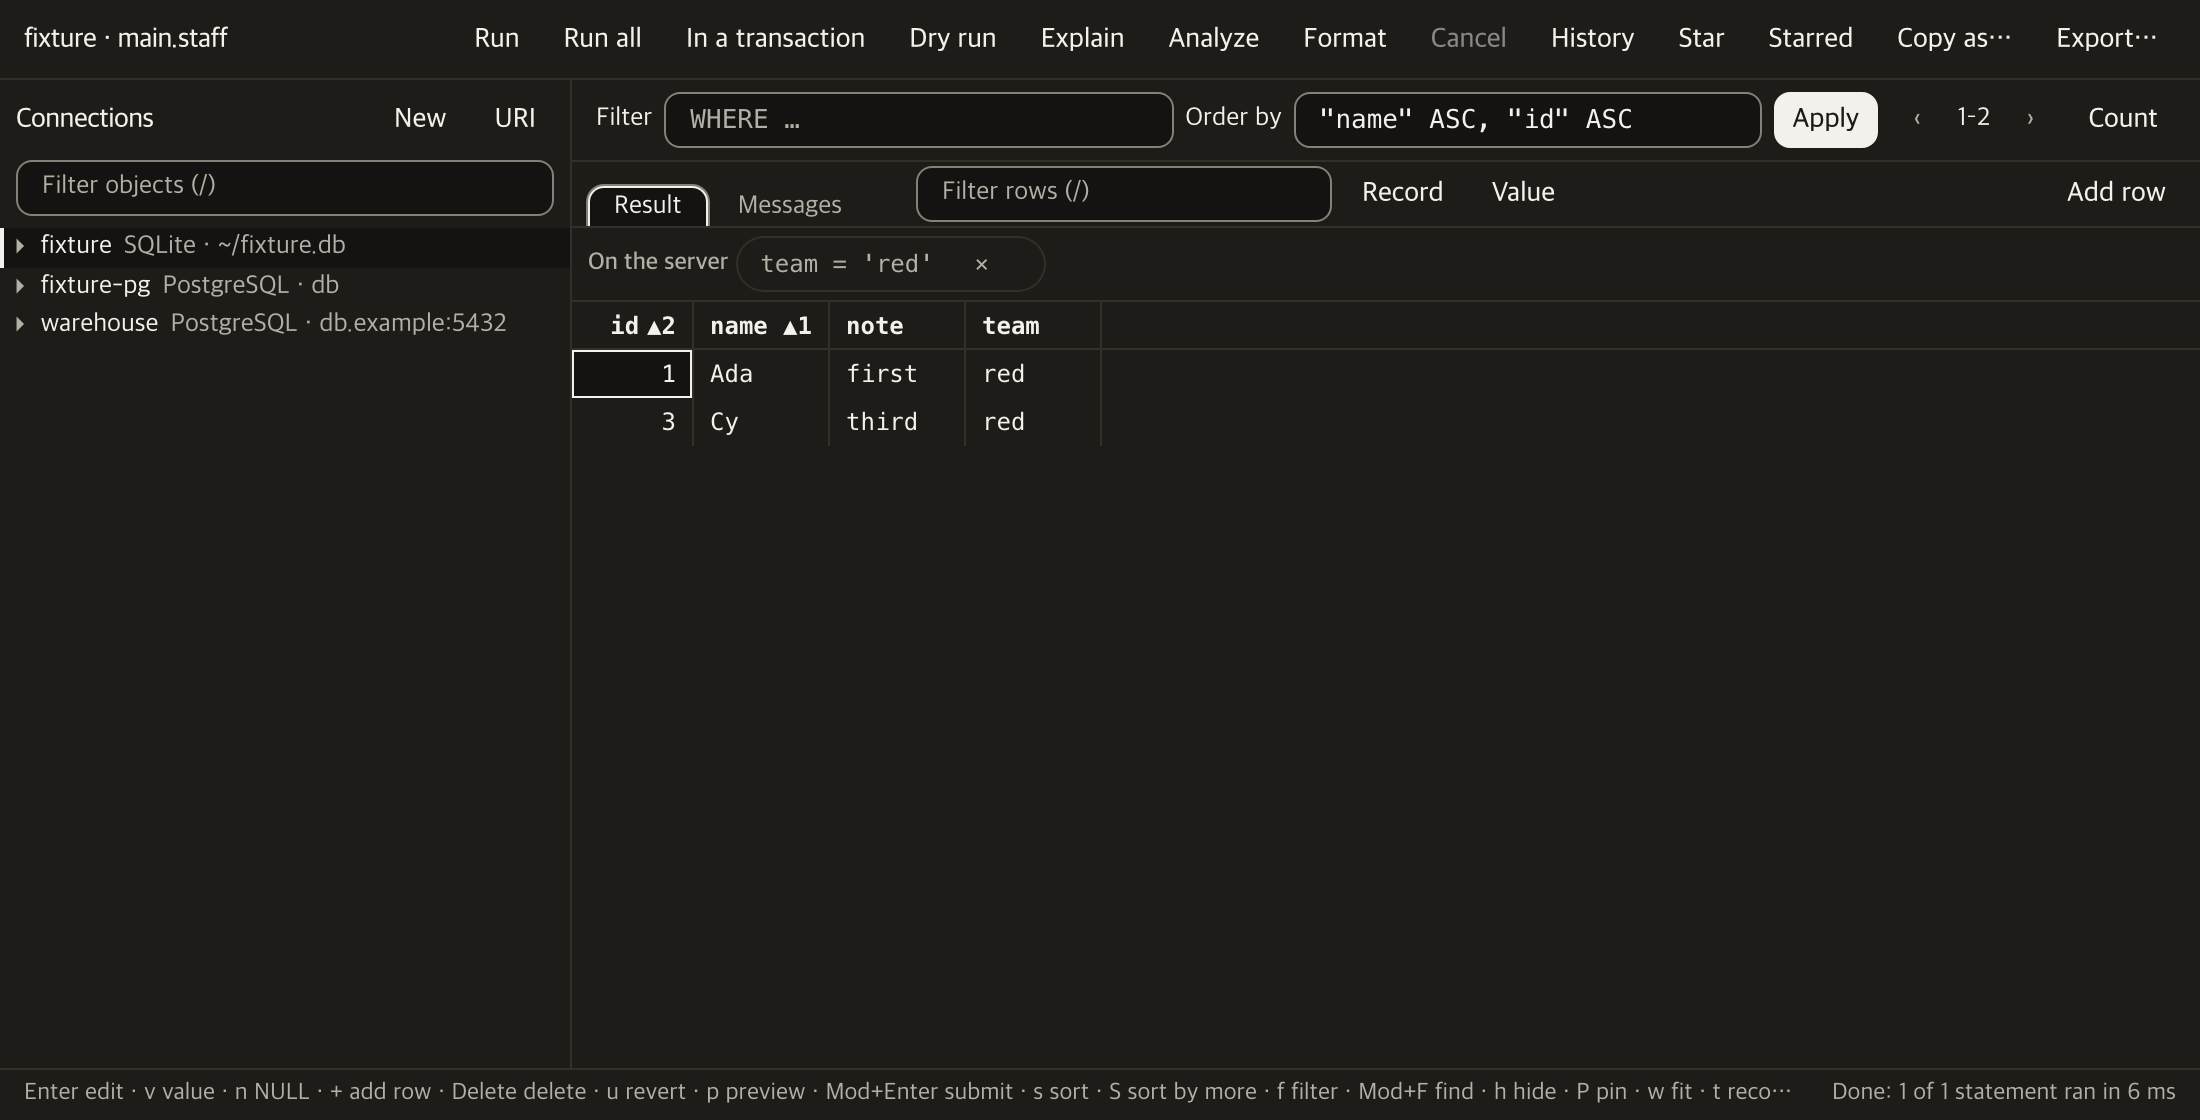 fixture · main.staff Run Run all In a transaction Dry run Explain Analyze Format Cancel History Star Starred Copy as··· Export···
Connections New URI
Filter WHERE … Order by "name" ASC, "id" ASC Apply ‹ 1-2 › Count
Filter objects (/)
Result Messages Filter rows (/) Record Value Add row
fixture SQLite · ~/fixture.db
fixture-pg PostgreSQL · db
warehouse PostgreSQL · db.example:5432
On the server team = 'red' ×
id ▲2 name ▲1 note team
1 Ada first red
3 Cy third red
Enter edit · v value · n NULL · + add row · Delete delete · u revert · p preview · Mod+Enter submit · s sort · S sort by more · f filter · Mod+F find · h hide · P pin · w fit · t reco··· Done: 1 of 1 statement ran in 6 ms